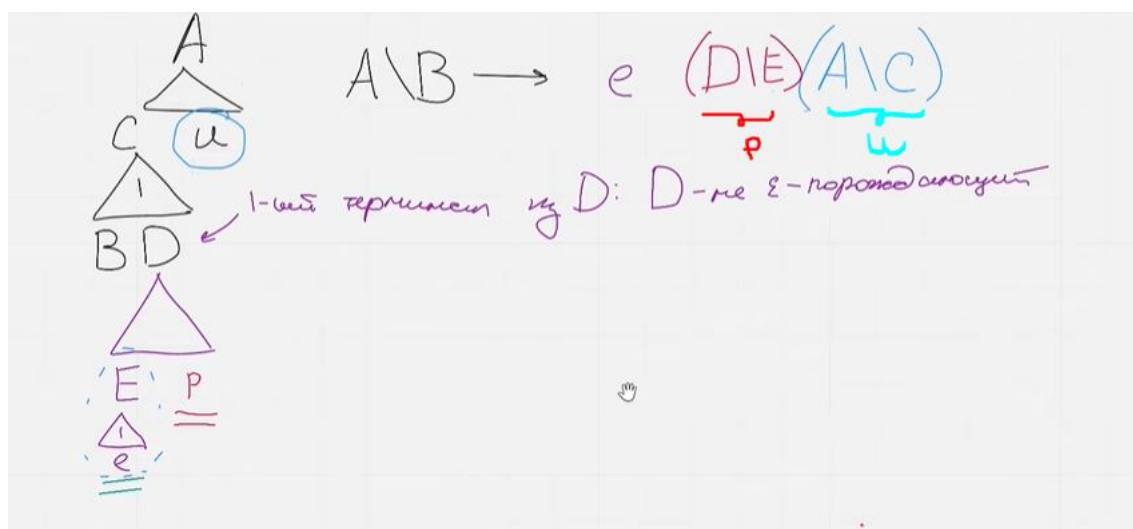 A
A\B → e (D\E)(A\C)
C u
p u
1
1-ый терминал из D: D-не ε-порождающий
B D
E p
1
e